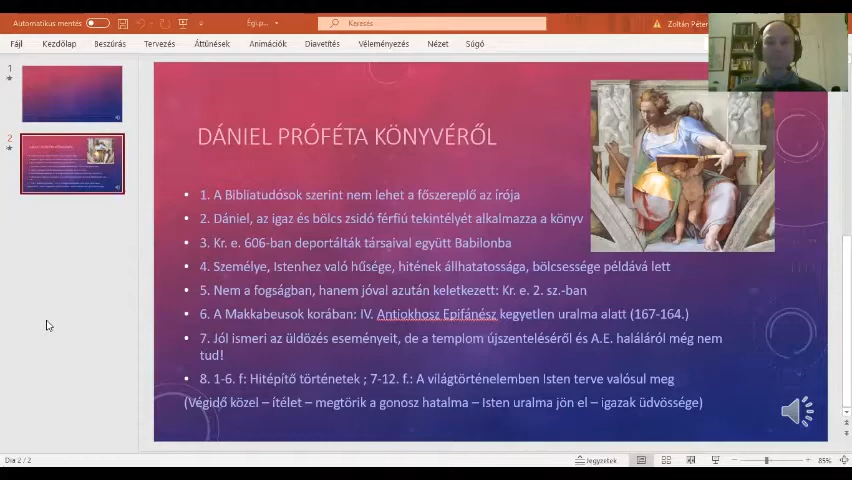 Automatikus mentés
Égi.p...
Keresés
Zoltán Péter
Fájl Kezdőlap Beszúrás Tervezés Áttűnések Animációk Diavetítés Véleményezés Nézet Súgó
1
2
DÁNIEL PRÓFÉTA KÖNYVÉRŐL
• 1. A Bibliatudósok szerint nem lehet a főszereplő az írója
• 2. Dániel, az igaz és bölcs zsidó férfiú tekintélyét alkalmazza a könyv
• 3. Kr. e. 606-ban deportálták társaival együtt Babilonba
• 4. Személye, Istenhez való hűsége, hitének állhatatossága, bölcsessége példává lett
• 5. Nem a fogságban, hanem jóval azután keletkezett: Kr. e. 2. sz.-ban
• 6. A Makkabeusok korában: IV. Antiokhosz Epifánész kegyetlen uralma alatt (167-164.)
• 7. Jól ismeri az üldözés eseményeit, de a templom újszenteléséről és A.E. haláláról még nem
tud!
• 8. 1-6. f: Hitépítő történetek ; 7-12. f.: A világtörténelemben Isten terve valósul meg
(Végidő közel – ítélet – megtörik a gonosz hatalma – Isten uralma jön el – igazak üdvössége)
Dia 2 / 2
Jegyzetek
85%